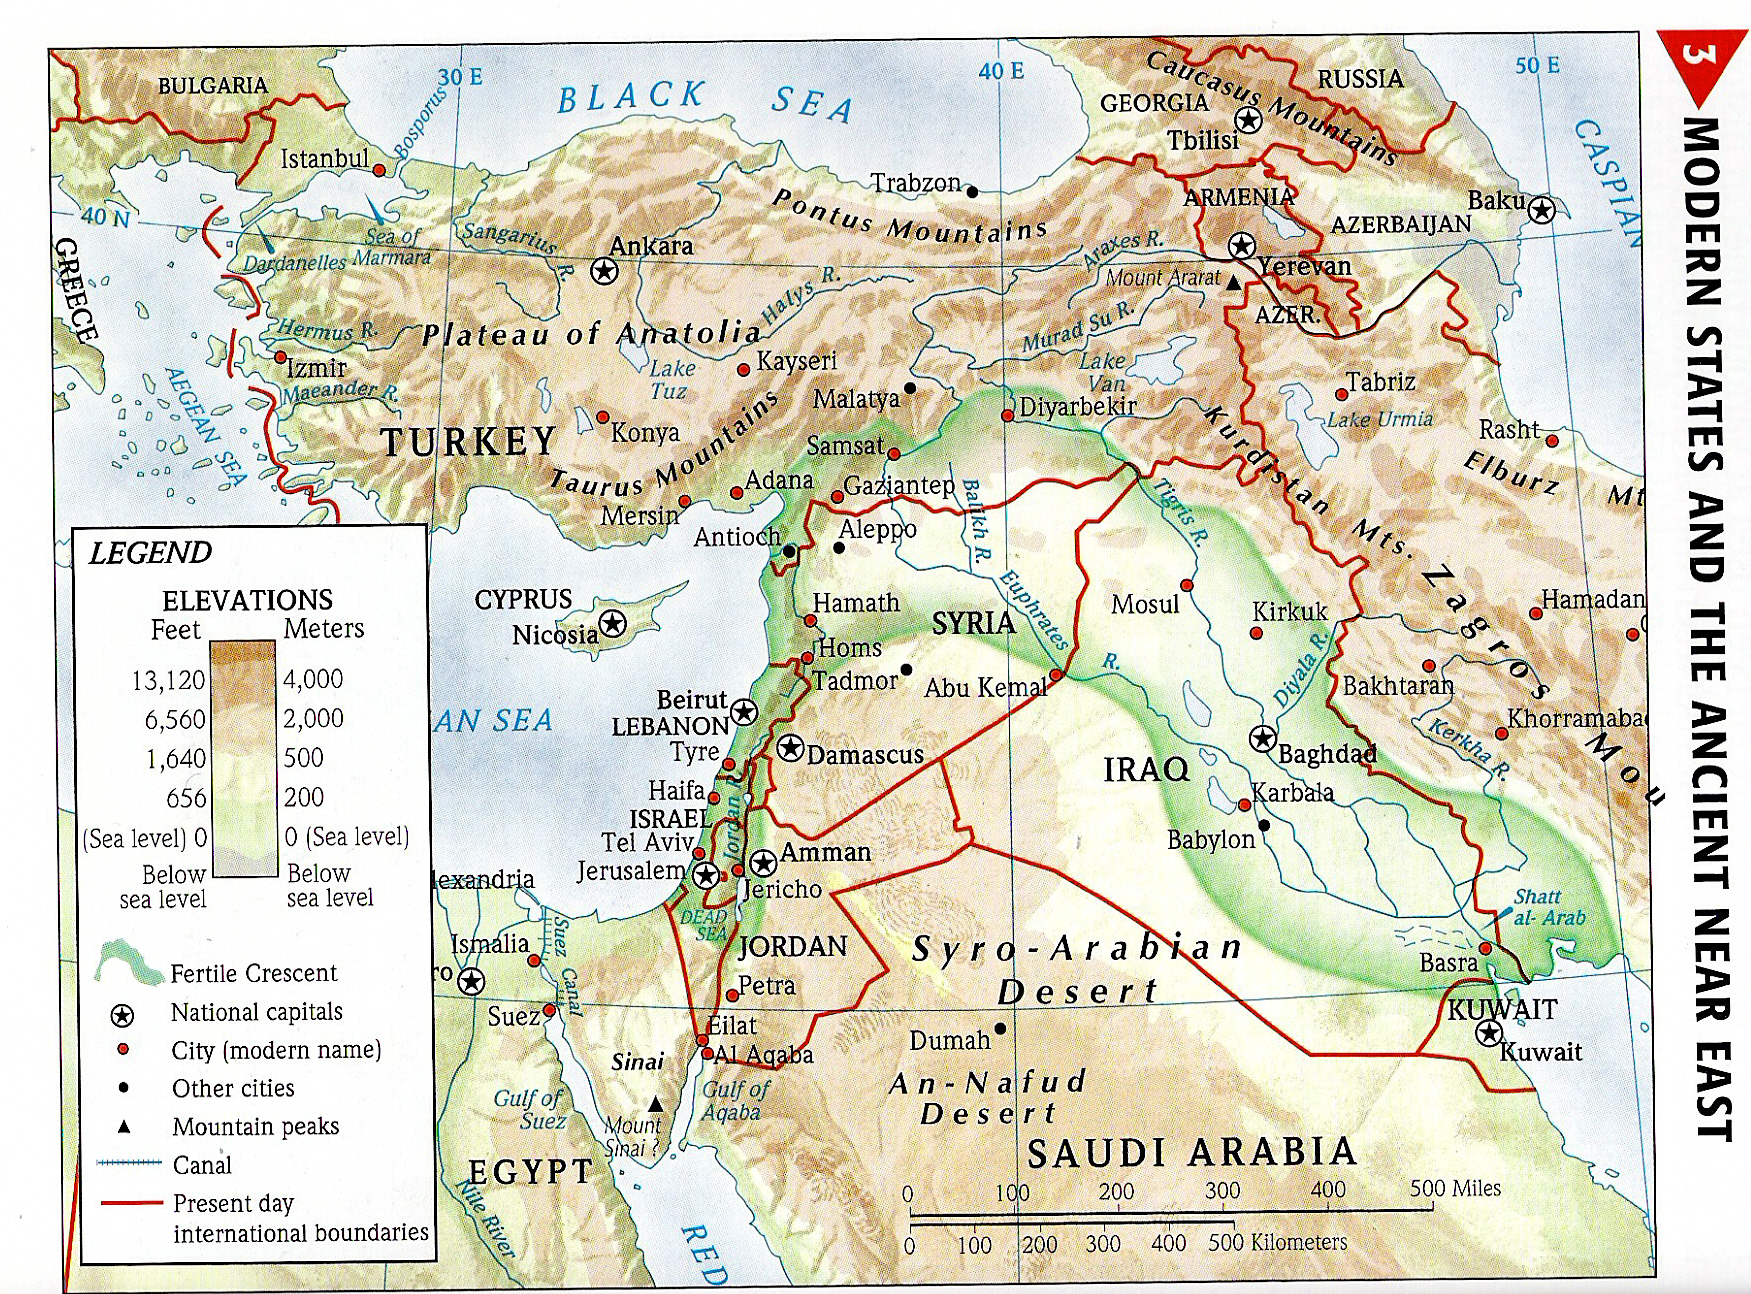 3 MODERN STATES AND THE ANCIENT NEAR EAST
30 E
40 E
50 E
40 N
BULGARIA
BLACK SEA
Caucasus Mountains
RUSSIA
GEORGIA
Tbilisi
CASPIAN
Bosporus
Istanbul
Trabzon
Pontus Mountains
ARMENIA
AZERBAIJAN
Baku
GREECE
Sea of
Marmara
Dardanelles
Sangarius
R.
Ankara
Halys R.
Araxes R.
Mount Ararat
Yerevan
AZER.
Hermus R.
Plateau of Anatolia
Murad Su R.
Izmir
Maeander R.
AEGEAN SEA
Lake
Tuz
Kayseri
Malatya
Lake
Van
Diyarbekir
Tabriz
Lake Urmia
Rasht
Elburz Mt
TURKEY
Konya
Taurus Mountains
Samsat
Kurdistan Mts.
Adana
Gaziantep
Mersin
Antioch
Aleppo
Balikh R.
Tigris R.
Zagros
Mou
CYPRUS
Nicosia
Hamath
SYRIA
Euphrates
R.
Mosul
Kirkuk
Hamadan
Homs
Tadmor
Abu Kemal
Diyala R.
Bakhtaran
Khorramaba
Kerkha R.
AN SEA
Beirut
LEBANON
Tyre
Damascus
IRAQ
Baghdad
Haifa
ISRAEL
Jordan R.
Karbala
Tel Aviv
Babylon
Jerusalem
Amman
Jericho
DEAD
SEA
lexandria
Suez Canal
Ismalia
ro
JORDAN
Syro-Arabian
Desert
Shatt
al-Arab
Basra
Petra
KUWAIT
Kuwait
Suez
Eilat
Al Aqaba
Dumah
Sinai
Gulf of
Suez
Gulf of
Aqaba
Mount
Sinai ?
An-Nafud
Desert
EGYPT
Nile River
RED
SAUDI ARABIA
0 100 200 300 400 500 Miles
0 100 200 300 400 500 Kilometers
LEGEND
ELEVATIONS
Feet Meters
13,120 4,000
6,560 2,000
1,640 500
656 200
(Sea level) 0 0 (Sea level)
Below
sea level
Below
sea level
Fertile Crescent
National capitals
City (modern name)
Other cities
Mountain peaks
Canal
Present day
international boundaries